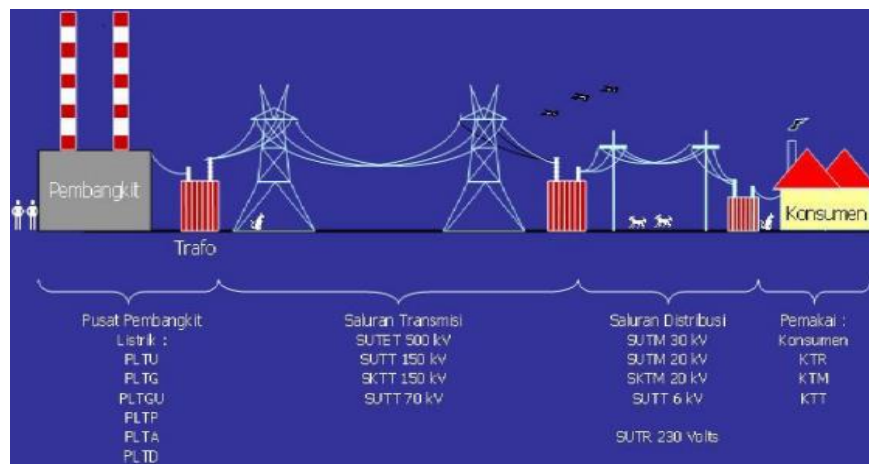 Pembangkit
Konsumen
Trafo
Pusat Pembangkit
Listrik :
PLTU
PLTG
PLTGU
PLTP
PLTA
PLTD
Saluran Transmisi
SUTET 500 kV
SUTT 150 kV
SKTT 150 kV
SUTT 70 kV
Saluran Distribusi
SUTM 30 kV
SUTM 20 kV
SKTM 20 kV
SUTT 6 kV
SUTR 230 Volts
Pemakai :
Konsumen
KTR
KTM
KTT